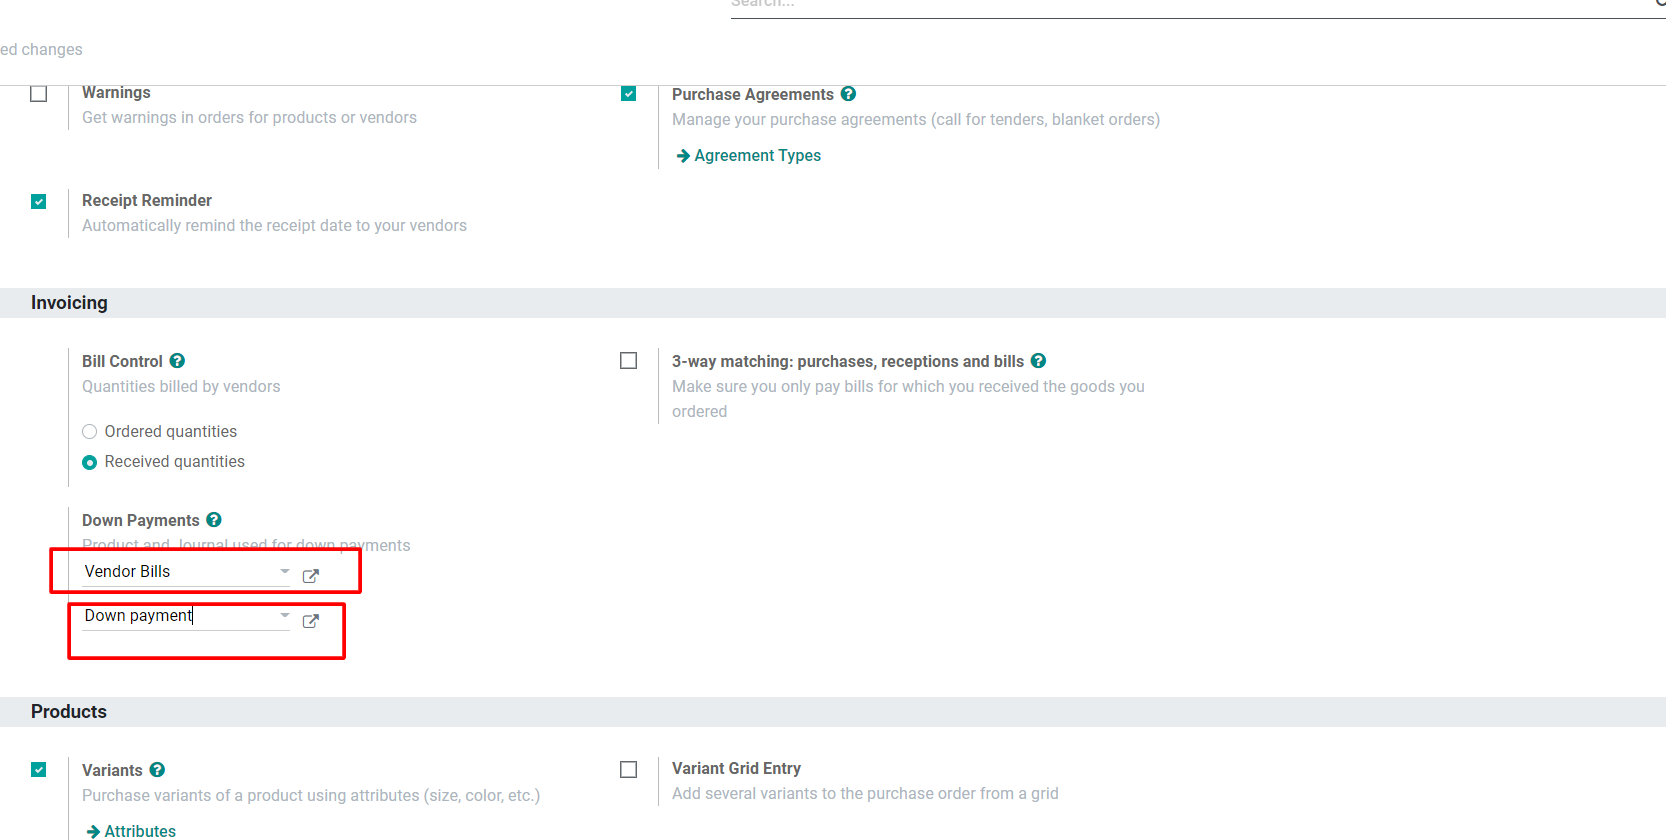 Search...
ed changes
Warnings
Get warnings in orders for products or vendors
Purchase Agreements
Manage your purchase agreements (call for tenders, blanket orders)
Agreement Types
Receipt Reminder
Automatically remind the receipt date to your vendors
Invoicing
Bill Control
Quantities billed by vendors
Ordered quantities
Received quantities
3-way matching: purchases, receptions and bills
Make sure you only pay bills for which you received the goods you
ordered
Down Payments
Product and Journal used for down payments
Vendor Bills
Down payment
Products
Variants
Purchase variants of a product using attributes (size, color, etc.)
Attributes
Variant Grid Entry
Add several variants to the purchase order from a grid